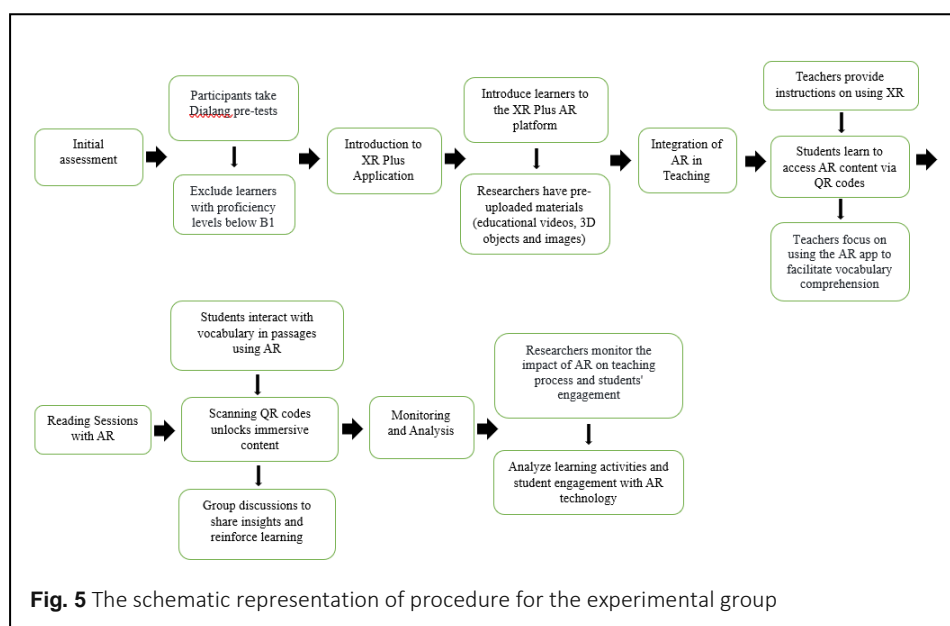 Initial
assessment
Participants take
Dialang pre-tests
Exclude learners
with proficiency
levels below B1
Introduction to
XR Plus
Application
Introduce learners to
the XR Plus AR
platform
Researchers have pre-
uploaded materials
(educational videos, 3D
objects and images)
Integration of
AR in
Teaching
Teachers provide
instructions on using XR
Students learn to
access AR content via
QR codes
Teachers focus on
using the AR app to
facilitate vocabulary
comprehension
Reading Sessions
with AR
Students interact with
vocabulary in passages
using AR
Scanning QR codes
unlocks immersive
content
Group discussions to
share insights and
reinforce learning
Monitoring
and Analysis
Researchers monitor the
impact of AR on teaching
process and students'
engagement
Analyze learning activities and
student engagement with AR
technology
Fig. 5 The schematic representation of procedure for the experimental group